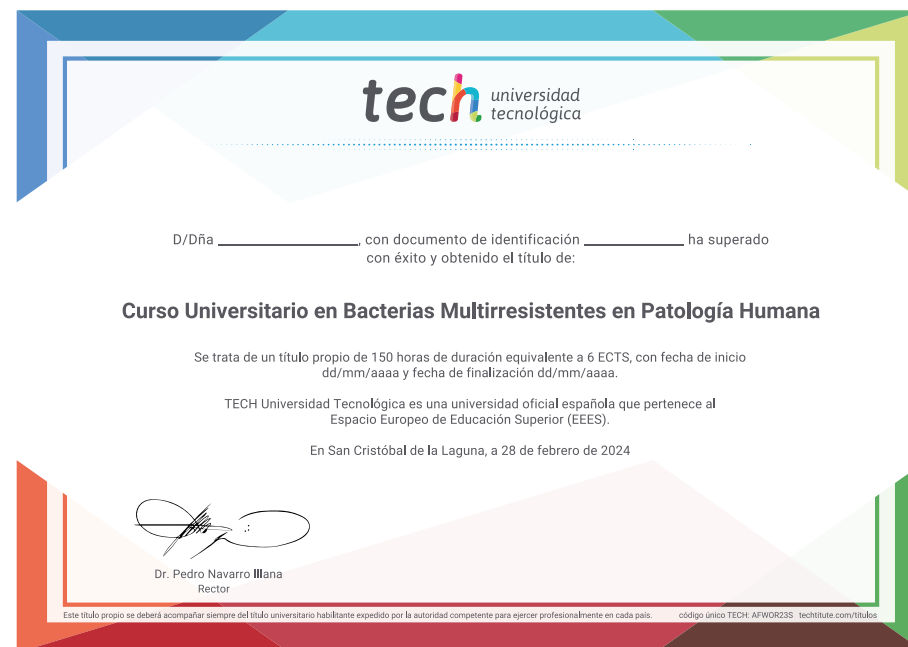 tech universidad
tecnológica
D/Dña ____________________, con documento de identificación ______________ ha superado
con éxito y obtenido el título de:
Curso Universitario en Bacterias Multirresistentes en Patología Humana
Se trata de un título propio de 150 horas de duración equivalente a 6 ECTS, con fecha de inicio
dd/mm/aaaa y fecha de finalización dd/mm/aaaa.
TECH Universidad Tecnológica es una universidad oficial española que pertenece al
Espacio Europeo de Educación Superior (EEES).
En San Cristóbal de la Laguna, a 28 de febrero de 2024
Dr. Pedro Navarro Illana
Rector
Este título propio se deberá acompañar siempre del título universitario habilitante expedido por la autoridad competente para ejercer profesionalmente en cada país. código único TECH: AFWOR23S techtitute.com/titulos